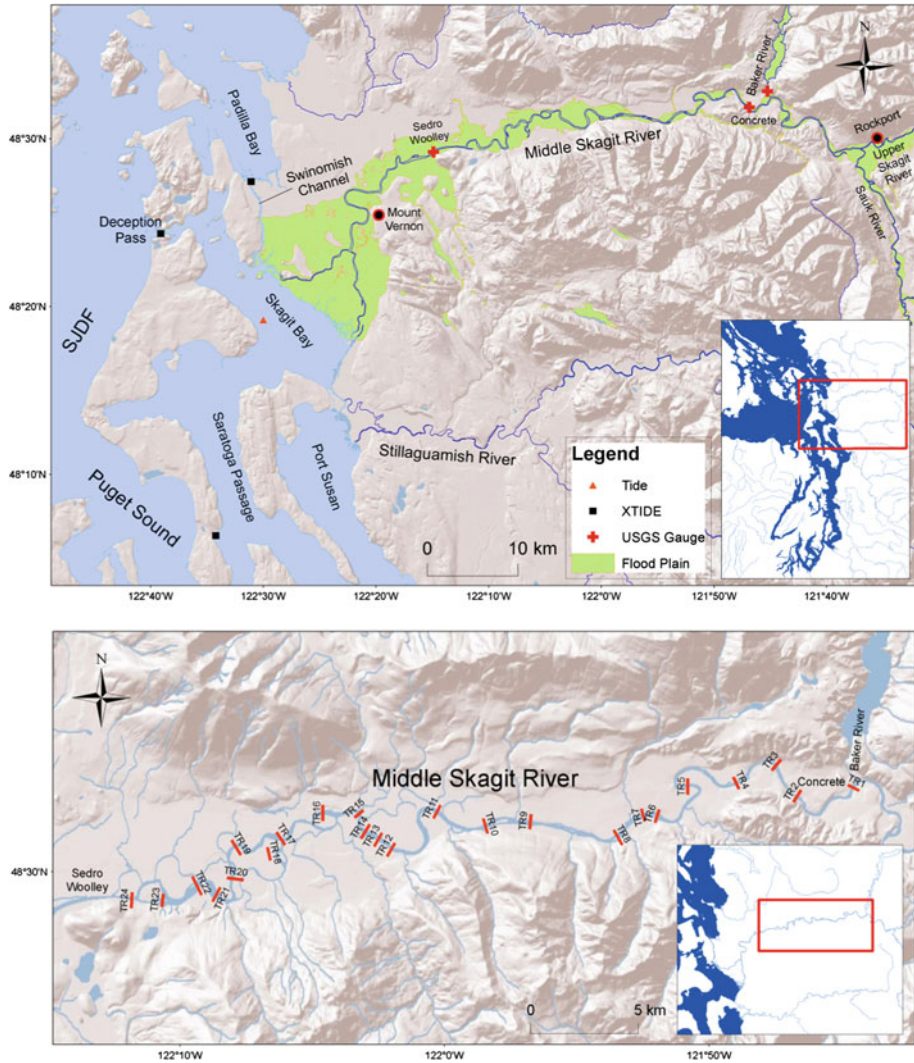 N
Padilla Bay
Baker River
48°30'N
Sedro
Woolley
Concrete
Rockport
Middle Skagit River
Upper
Skagit
River
Swinomish
Channel
Sauk River
Deception
Pass
Mount
Vernon
48°20'N
Skagit Bay
SJDF
Saratoga Passage
Port Susan
Stillaguamish River
48°10'N
Puget Sound
Legend
Tide
XTIDE
USGS Gauge
Flood Plain
0 10 km
122°40'W 122°30'W 122°20'W 122°10'W 122°0'W 121°50'W 121°40'W
N
Baker River
Middle Skagit River
Concrete
TR1
TR2
TR3
TR4
TR5
TR6
TR7
TR8
TR9
TR10
TR11
TR12
TR13
TR14
TR15
TR16
TR17
TR18
TR19
TR20
TR21
TR22
TR23
TR24
48°30'N
Sedro
Woolley
0 5 km
122°10'W 122°0'W 121°50'W